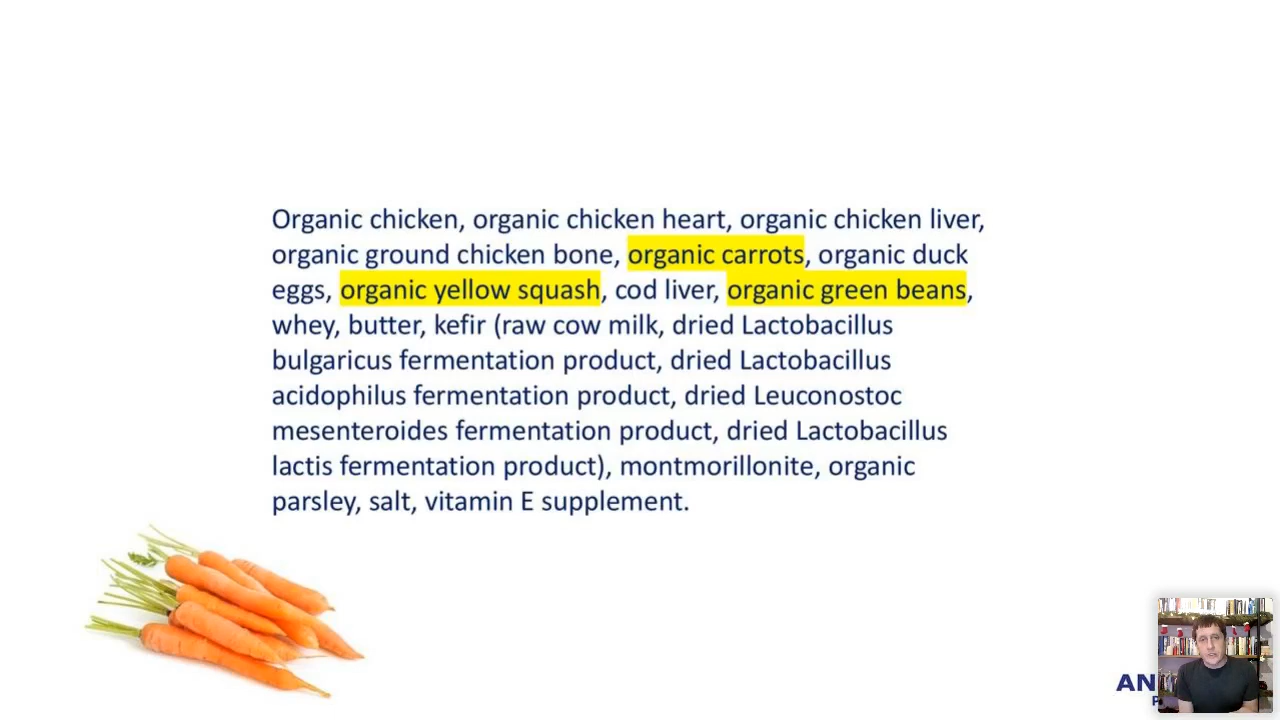 Organic chicken, organic chicken heart, organic chicken liver,
organic ground chicken bone, organic carrots, organic duck
eggs, organic yellow squash, cod liver, organic green beans,
whey, butter, kefir (raw cow milk, dried Lactobacillus
bulgaricus fermentation product, dried Lactobacillus
acidophilus fermentation product, dried Leuconostoc
mesenteroides fermentation product, dried Lactobacillus
lactis fermentation product), montmorillonite, organic
parsley, salt, vitamin E supplement.
AN